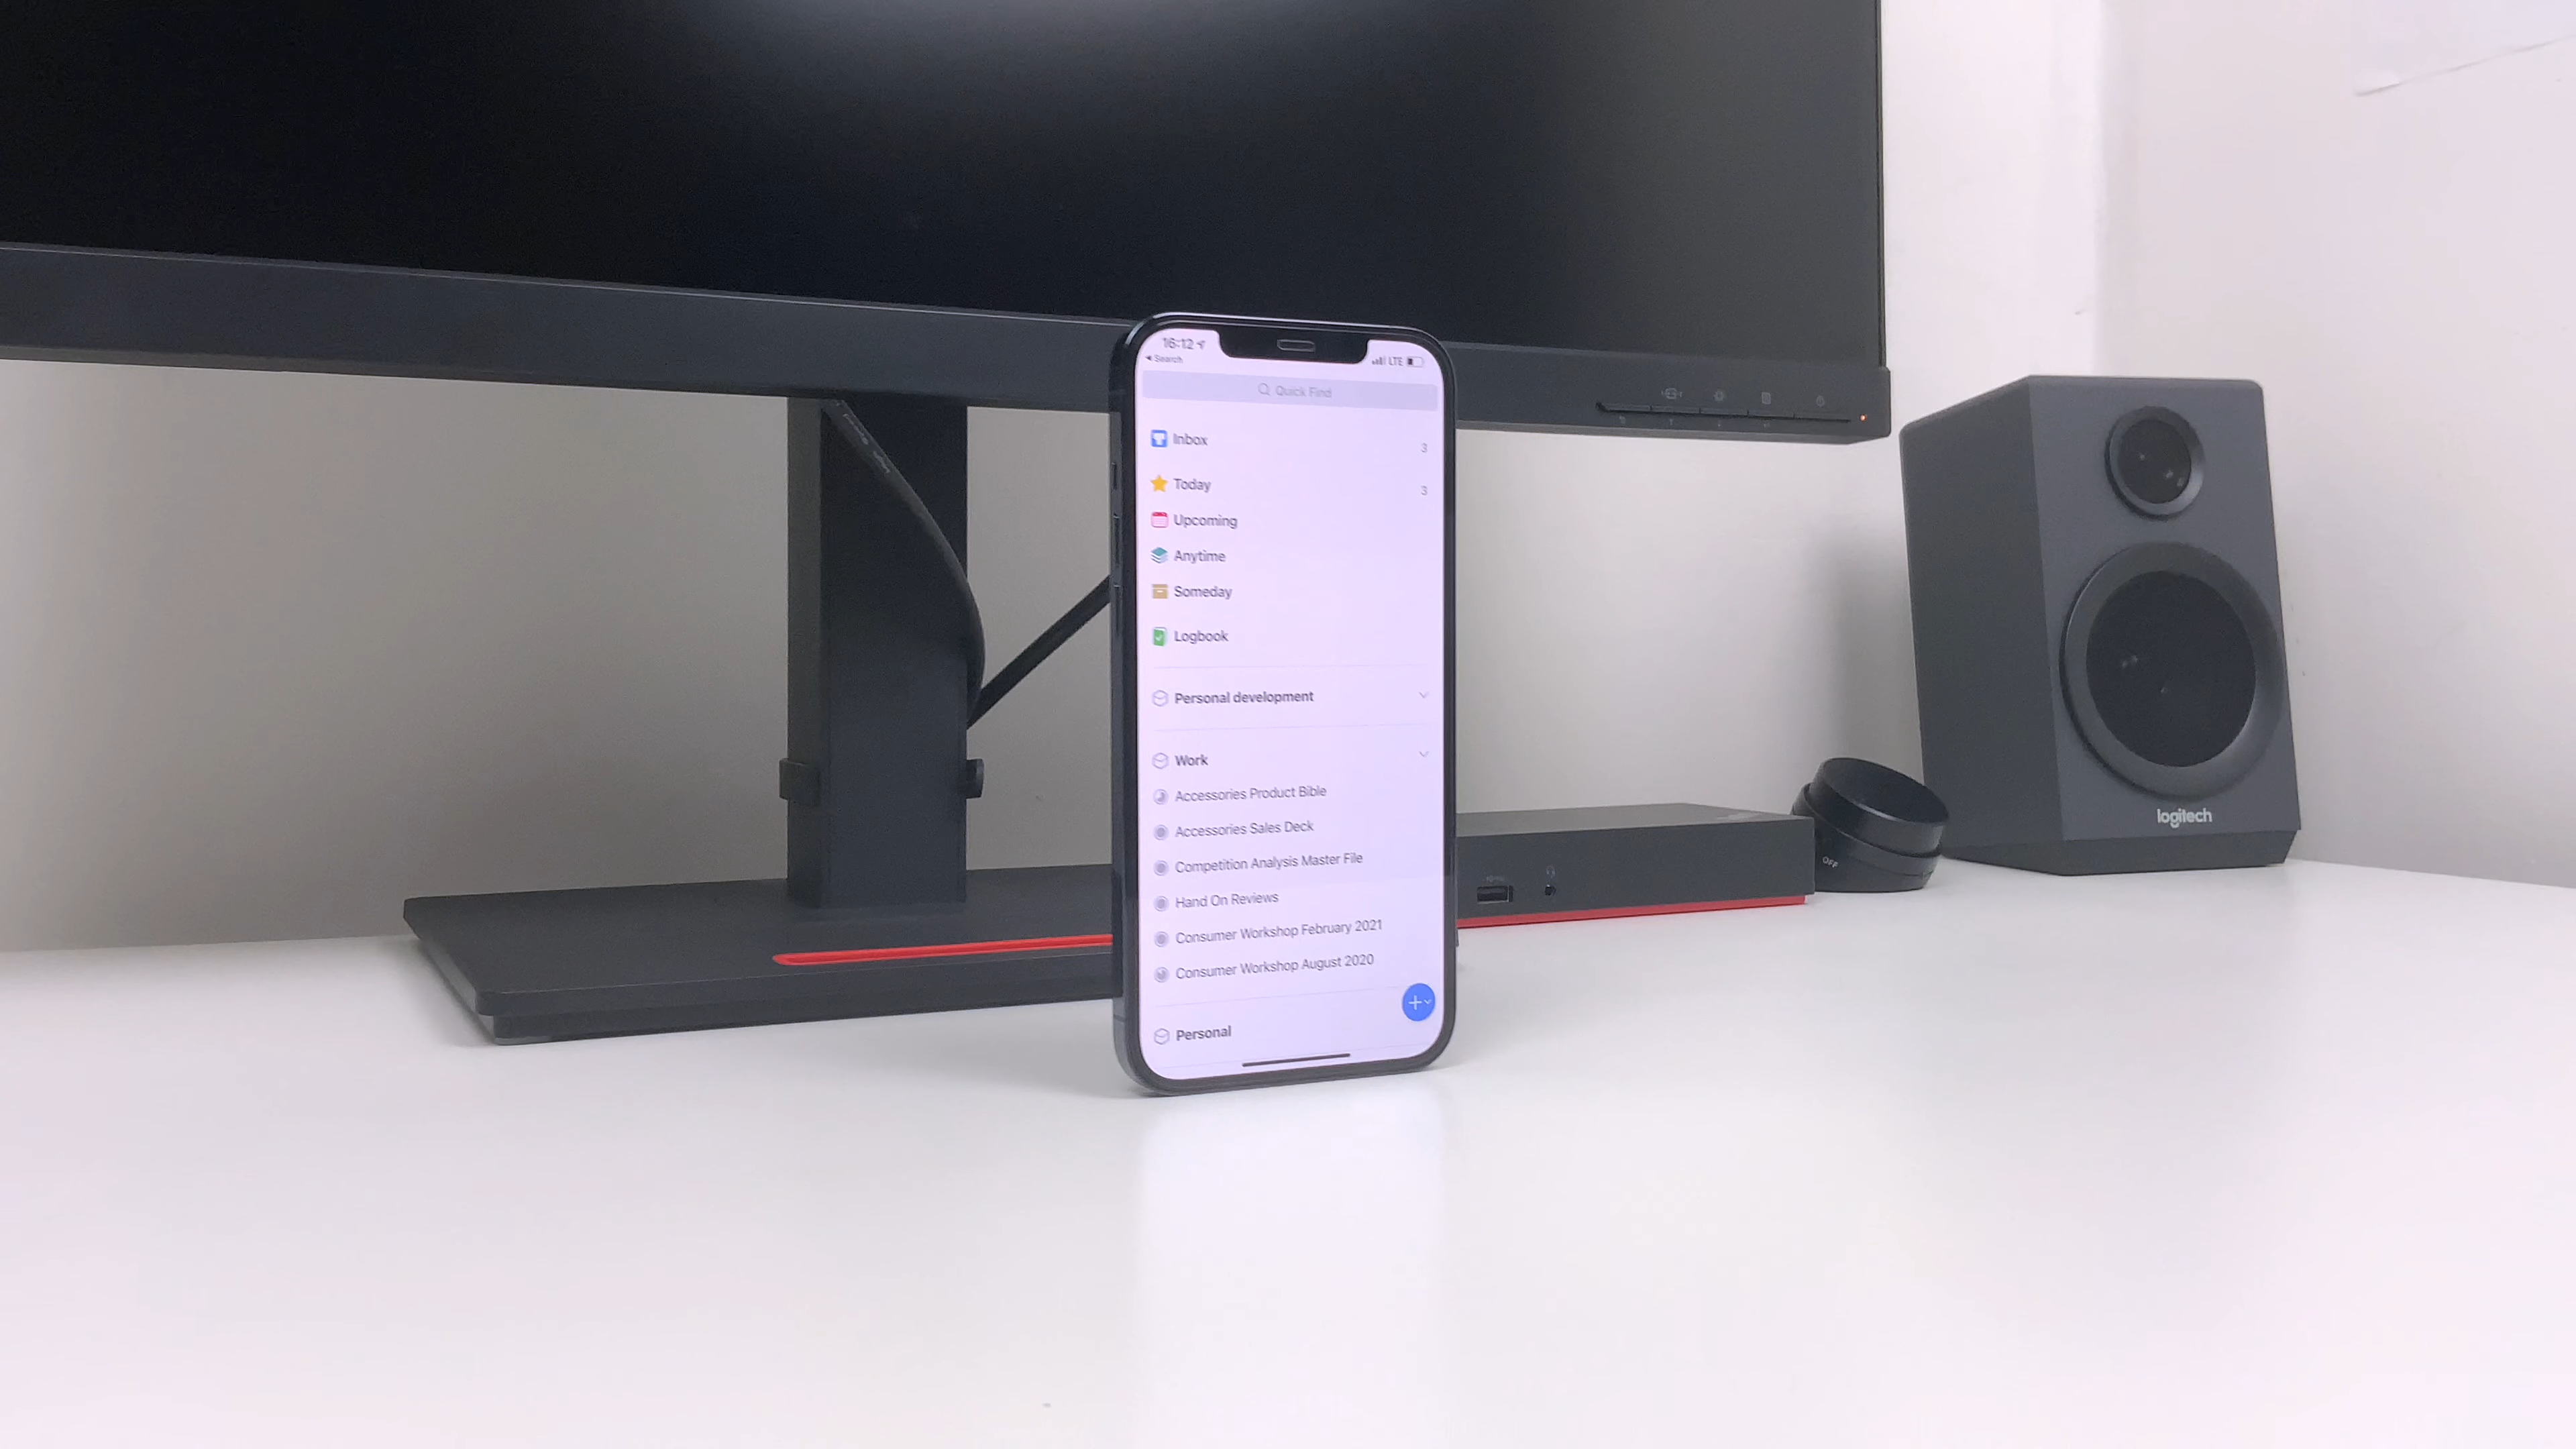 16:12
Search
LTE
Quick Find
Inbox
3
Today
3
Upcoming
Anytime
Someday
Logbook
Personal development
Work
Accessories Product Bible
Accessories Sales Deck
Competition Analysis Master File
Hand On Reviews
Consumer Workshop February 2021
Consumer Workshop August 2020
Personal
OFF
logitech